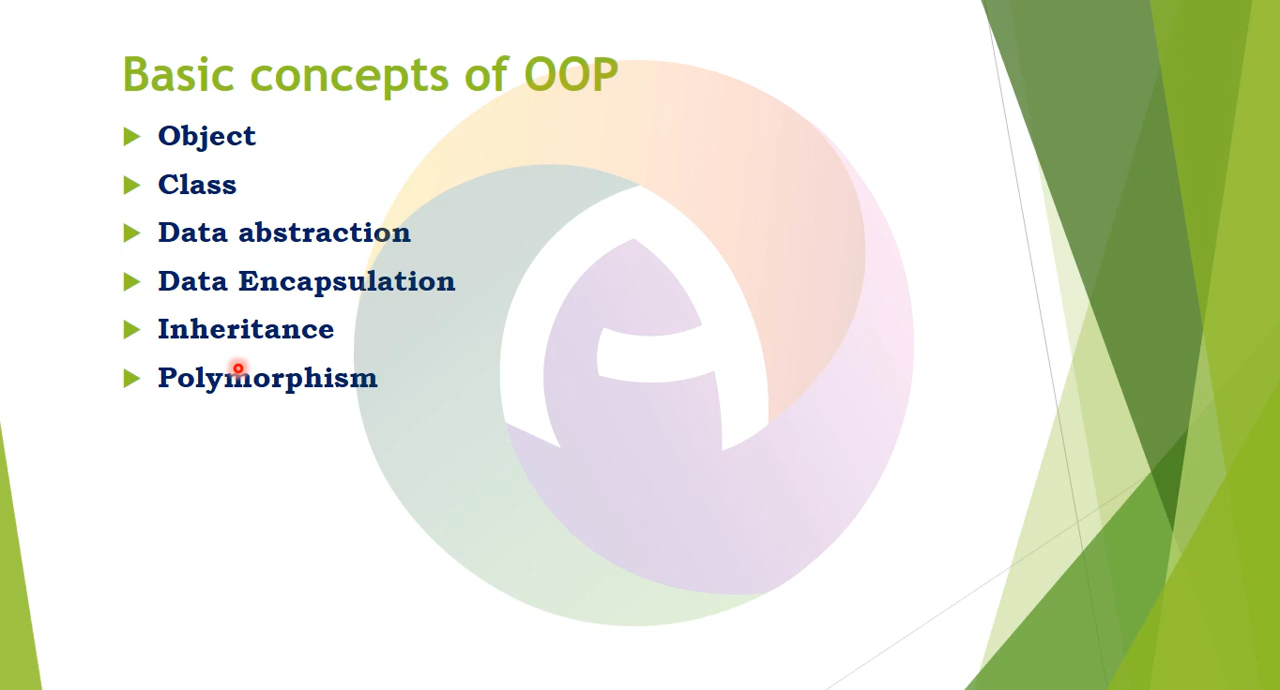 Basic concepts of OOP
Object
Class
Data abstraction
Data Encapsulation
Inheritance
Polymorphism